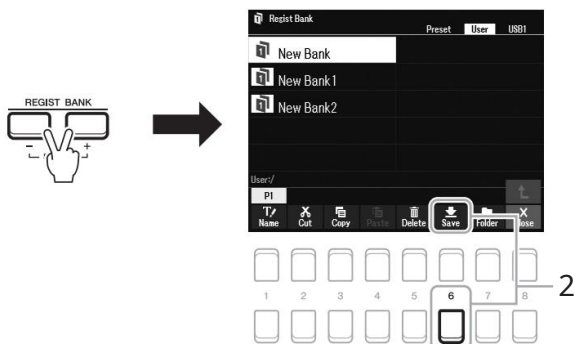 Regist Bank
Preset User USB1
New Bank
New Bank1
New Bank2
REGIST BANK
- +
User:/
P1
Name Cut Copy Paste Delete Save Folder Close
1 2 3 4 5 6 7 8
2